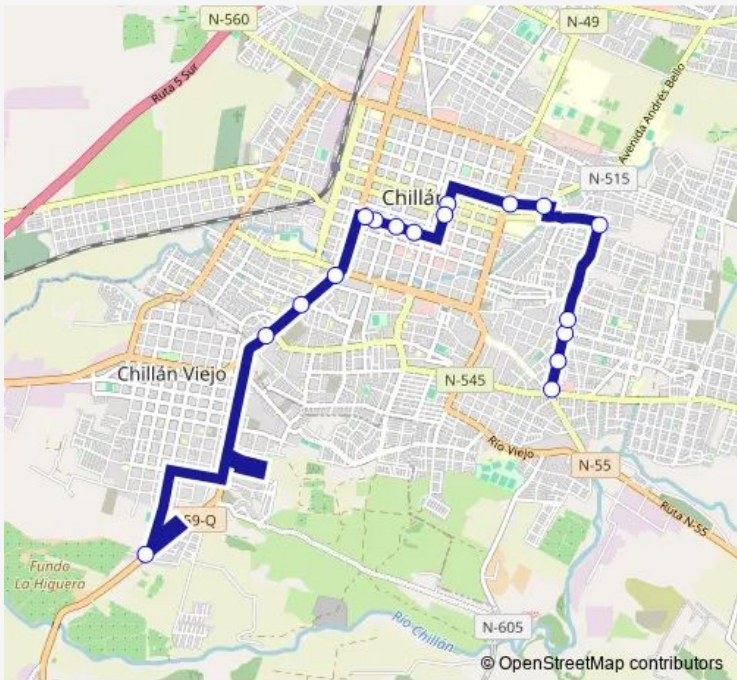 N-560
N-49
Ruta 5 Sur
Avenida Andrés Bello
N-515
Chillán
Chillán Viejo
N-545
Río Viejo
N-55
59-Q
Ruta N-55
Fundo
La Higuera
N-605
Río Chillán
© OpenStreetMap contributors